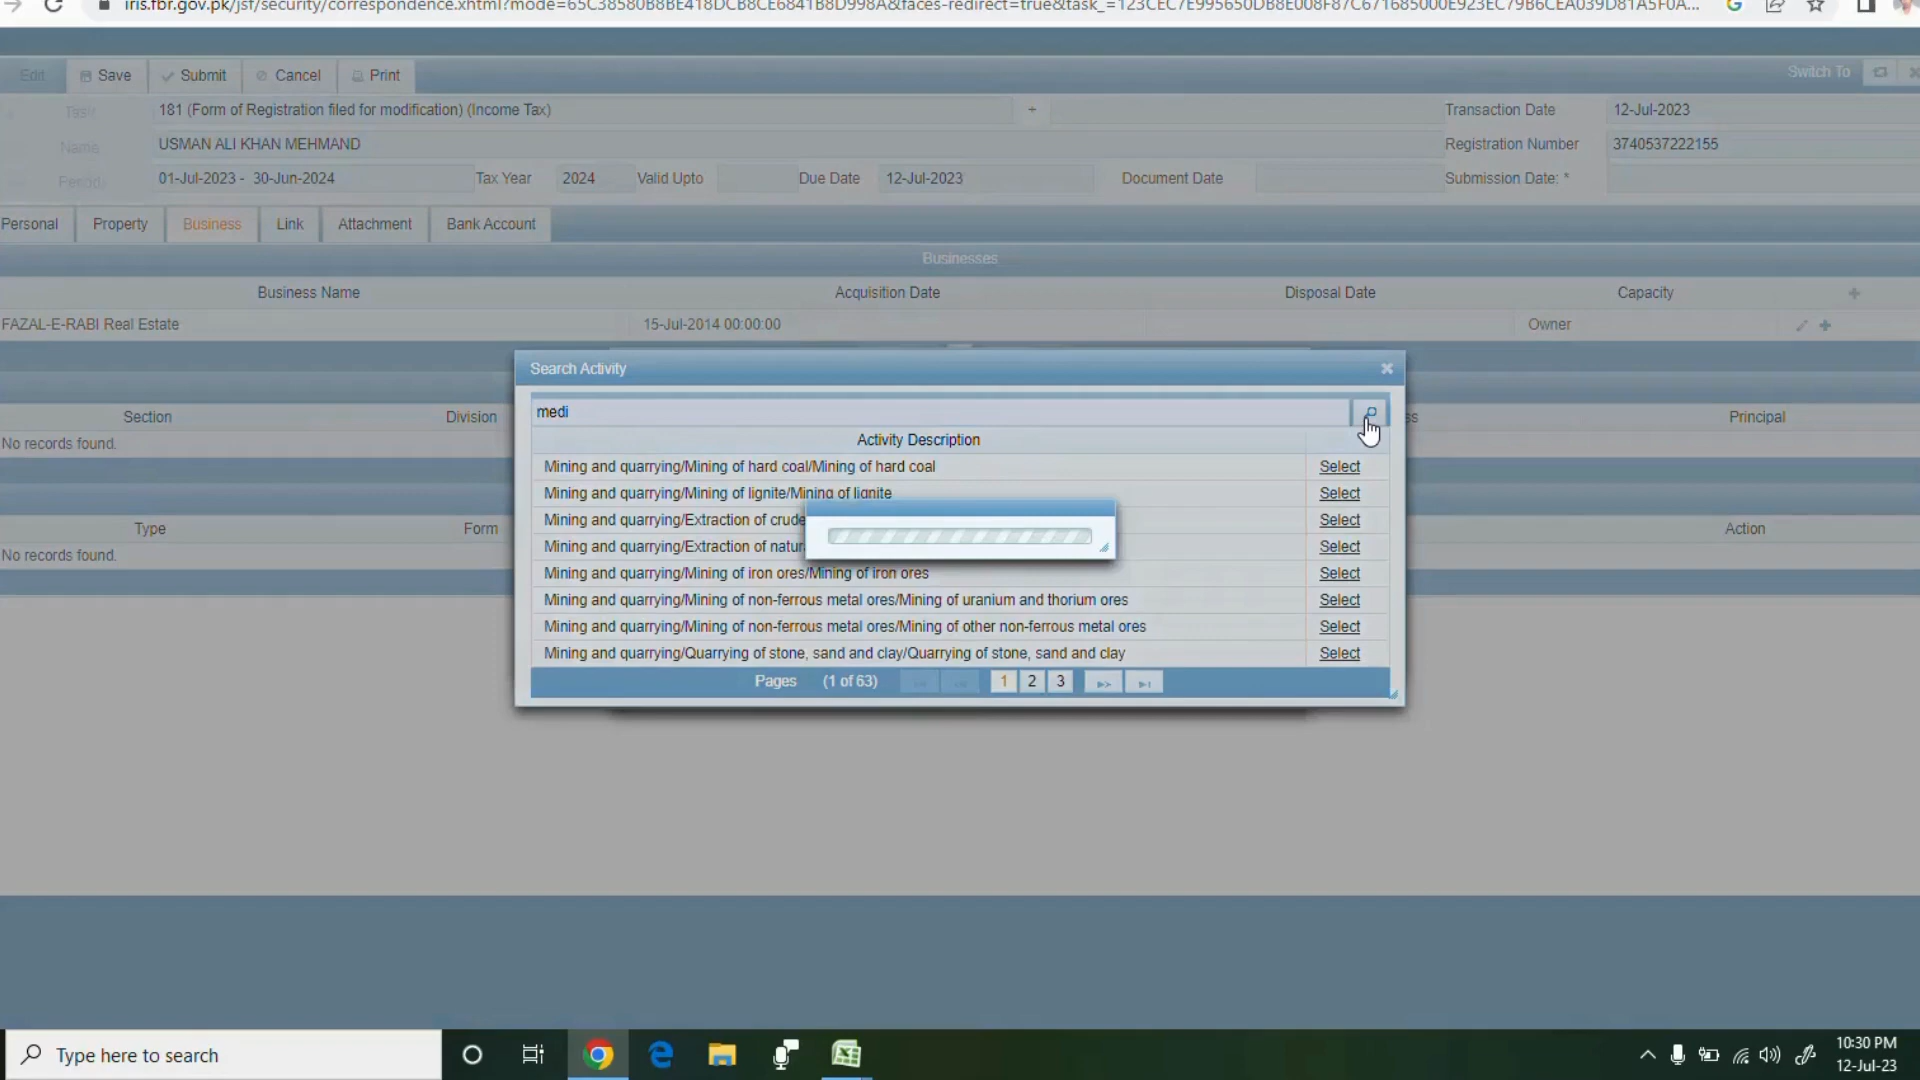 iris.fbr.gov.pk/jsf/security/correspondence.xhtml?mode=65C38580B8BE418DCB8CE6841B8D998A&faces-redirect=true&task_=123CEC7E995650DB8E008F87C671685000E923EC79B6CEA039D81A5F0A...
Edit Save Submit Cancel Print Switch To
Task 181 (Form of Registration filed for modification) (Income Tax) + Transaction Date 12-Jul-2023
Name USMAN ALI KHAN MEHMAND Registration Number 3740537222155
Period 01-Jul-2023 - 30-Jun-2024 Tax Year 2024 Valid Upto Due Date 12-Jul-2023 Document Date Submission Date: *
Personal Property Business Link Attachment Bank Account
Businesses
Business Name Acquisition Date Disposal Date Capacity
FAZAL-E-RABI Real Estate 15-Jul-2014 00:00:00 Owner
Search Activity
medi
Section Division ss Principal
Activity Description
No records found.
Mining and quarrying/Mining of hard coal/Mining of hard coal Select
Mining and quarrying/Mining of lignite/Mining of lignite Select
Mining and quarrying/Extraction of crude Select
Type Form Action
Mining and quarrying/Extraction of natur Select
No records found.
Mining and quarrying/Mining of iron ores/Mining of iron ores Select
Mining and quarrying/Mining of non-ferrous metal ores/Mining of uranium and thorium ores Select
Mining and quarrying/Mining of non-ferrous metal ores/Mining of other non-ferrous metal ores Select
Mining and quarrying/Quarrying of stone, sand and clay/Quarrying of stone, sand and clay Select
Pages (1 of 63) 1 2 3
Type here to search
10:30 PM
12-Jul-23